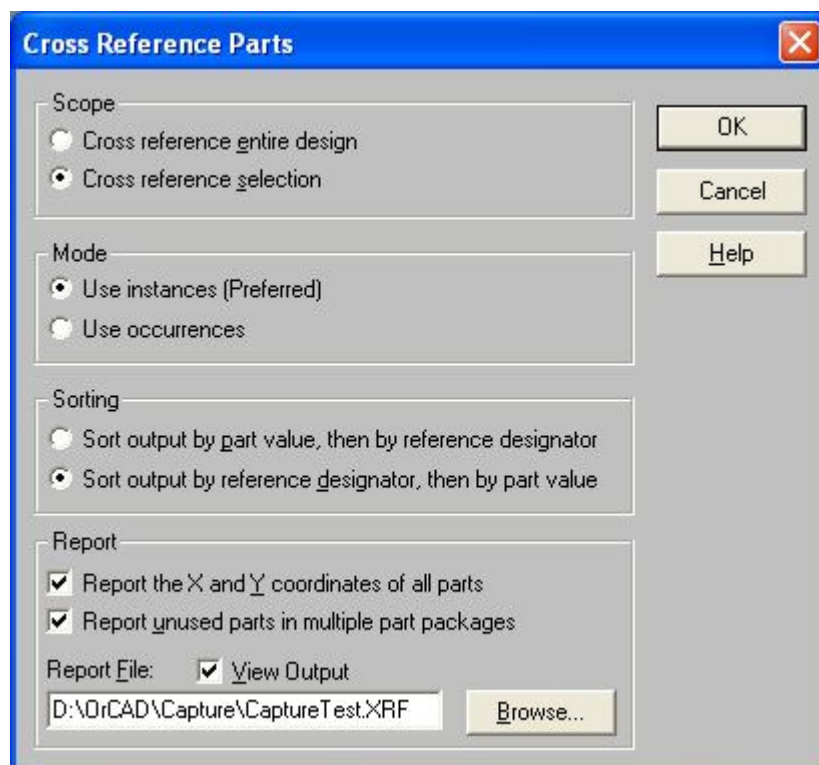 Cross Reference Parts
Scope
Cross reference entire design
Cross reference selection
OK
Cancel
Help
Mode
Use instances (Preferred)
Use occurrences
Sorting
Sort output by part value, then by reference designator
Sort output by reference designator, then by part value
Report
Report the X and Y coordinates of all parts
Report unused parts in multiple part packages
Report File: View Output
D:\OrCAD\Capture\CaptureTest.XRF Browse...